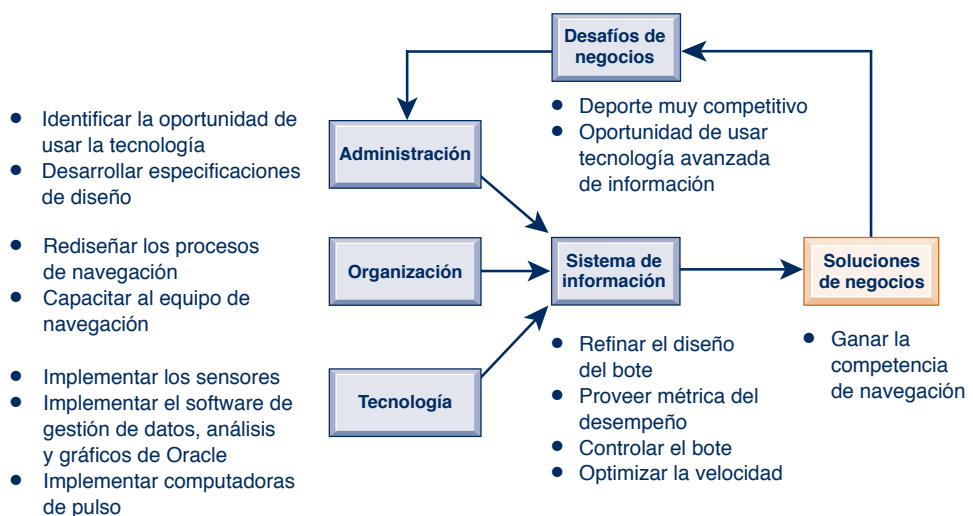 Desafíos de
negocios
• Deporte muy competitivo
• Oportunidad de usar
tecnología avanzada
de información
• Identificar la oportunidad de
usar la tecnología
• Desarrollar especificaciones
de diseño
Administración
• Rediseñar los procesos
de navegación
• Capacitar al equipo de
navegación
Organización
Sistema de
información
Soluciones
de negocios
• Implementar los sensores
• Implementar el software de
gestión de datos, análisis
y gráficos de Oracle
• Implementar computadoras
de pulso
Tecnología
• Refinar el diseño
del bote
• Proveer métrica del
desempeño
• Controlar el bote
• Optimizar la velocidad
• Ganar la
competencia
de navegación